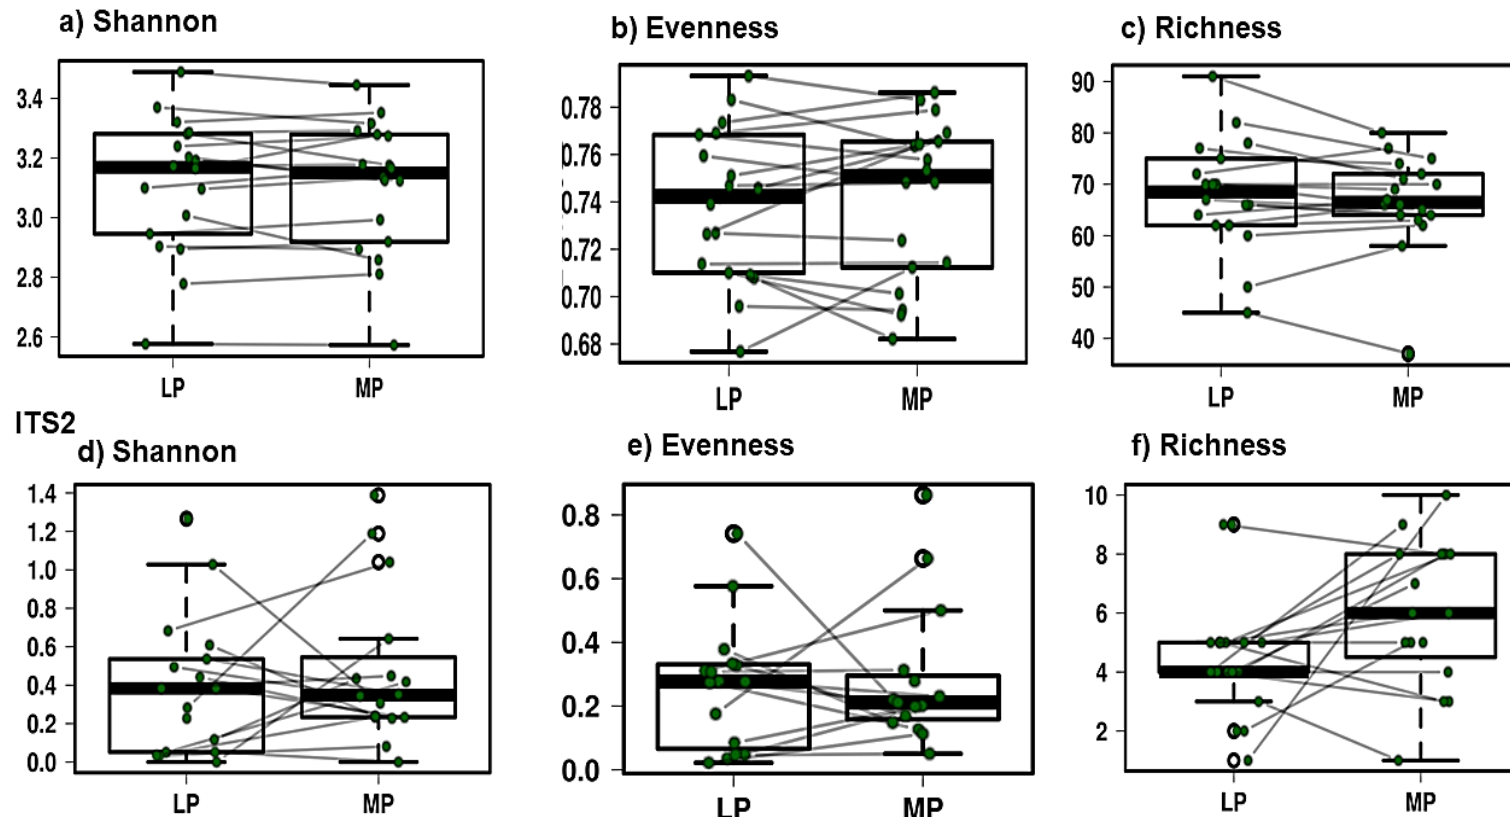 a) Shannon
b) Evenness
c) Richness
3.4
3.2
3.0
2.8
2.6
LP
MP
0.78
0.76
0.74
0.72
0.70
0.68
LP
MP
90
80
70
60
50
40
LP
MP
ITS2
d) Shannon
e) Evenness
f) Richness
1.4
1.2
1.0
0.8
0.6
0.4
0.2
0.0
LP
MP
0.8
0.6
0.4
0.2
0.0
LP
MP
10
8
6
4
2
LP
MP